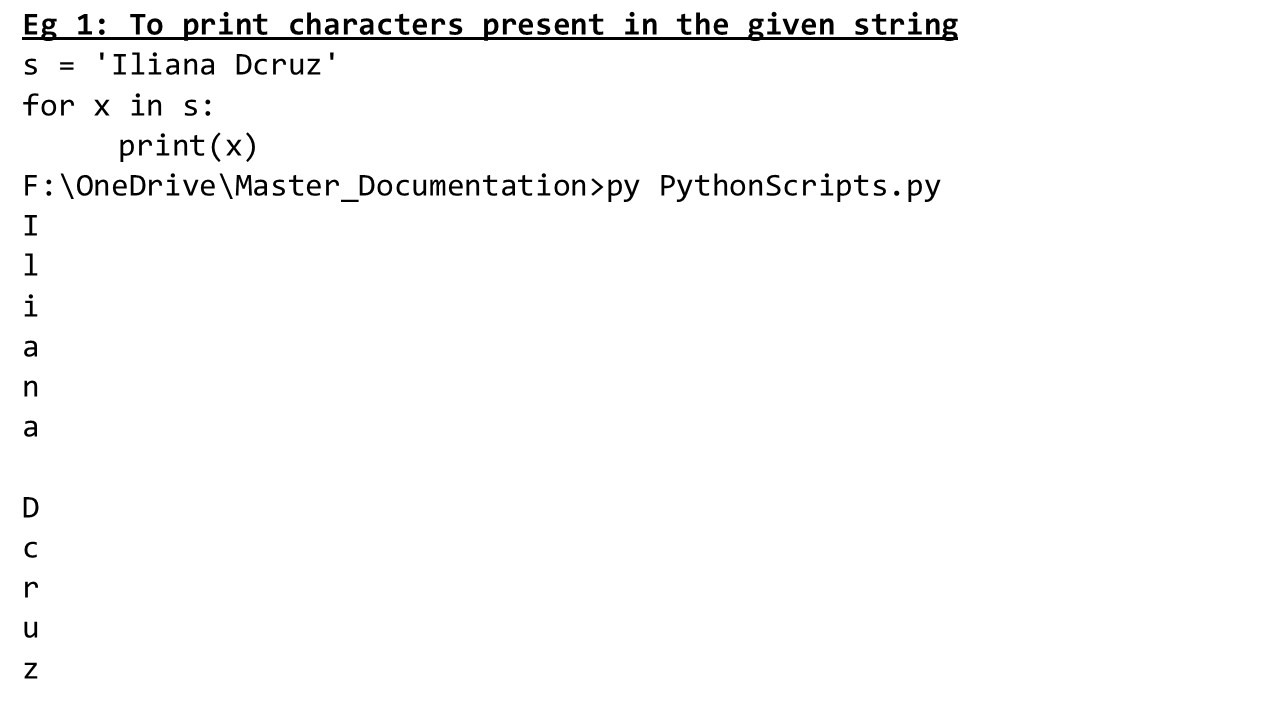 Eg 1: To print characters present in the given string
s = 'Iliana Dcruz'
for x in s:
print(x)
F:\OneDrive\Master_Documentation>py PythonScripts.py
I
l
i
a
n
a

D
c
r
u
z